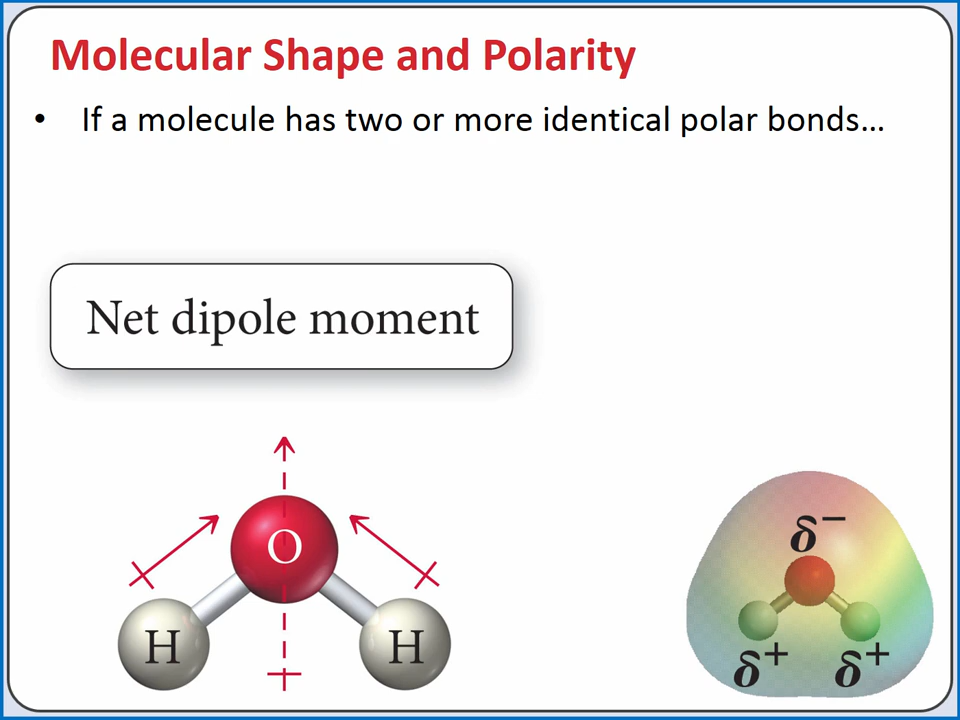 Molecular Shape and Polarity
• If a molecule has two or more identical polar bonds…
Net dipole moment
O
H H
δ−
δ+ δ+